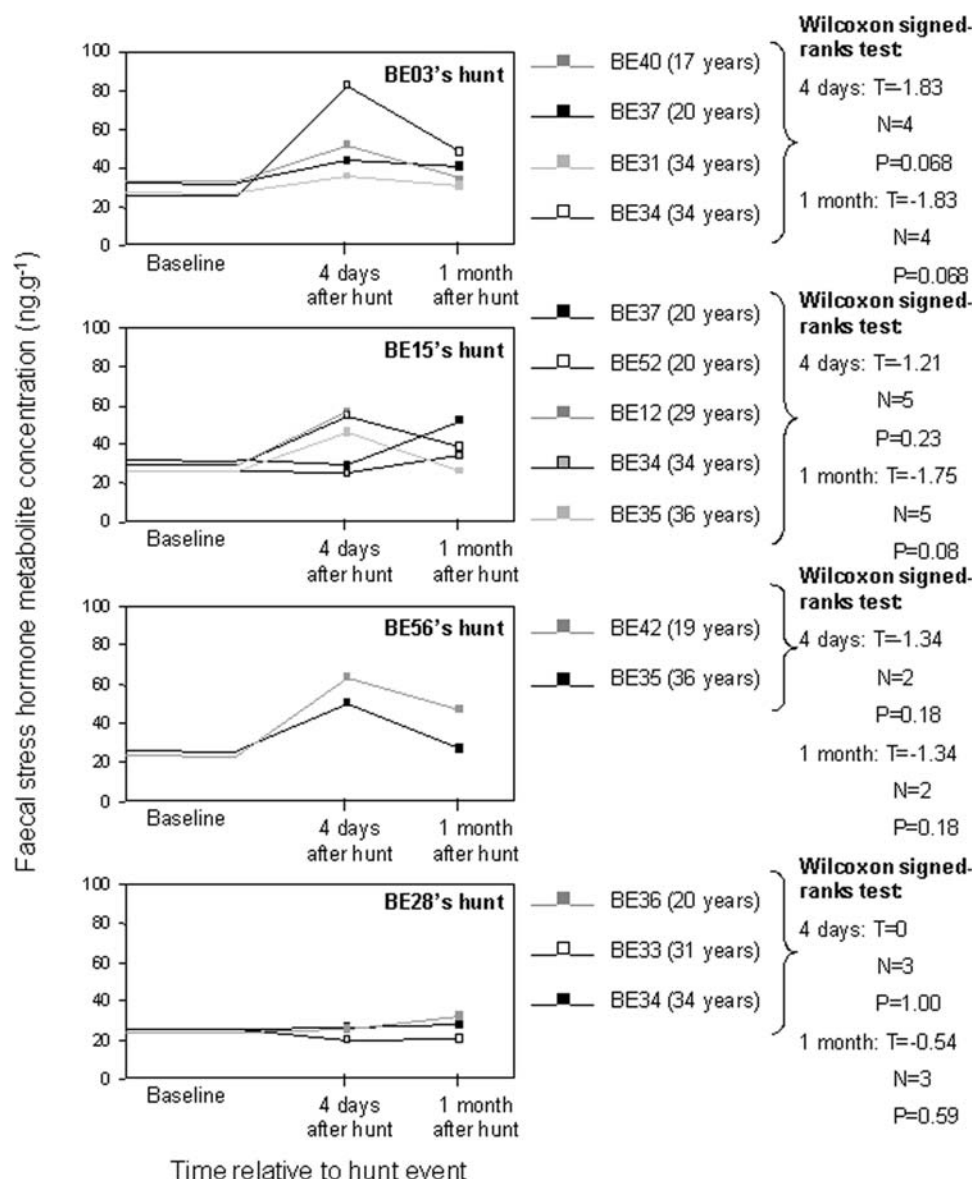 Faecal stress hormone metabolite concentration (ng.g-1)
100
80
60
40
20
0
BE03's hunt
Baseline
4 days
after hunt
1 month
after hunt
BE40 (17 years)
BE37 (20 years)
BE31 (34 years)
BE34 (34 years)
Wilcoxon signed-
ranks test:
4 days: T=-1.83
N=4
P=0.068
1 month: T=-1.83
N=4
P=0.068
100
80
60
40
20
0
BE15's hunt
Baseline
4 days
after hunt
1 month
after hunt
BE37 (20 years)
BE52 (20 years)
BE12 (29 years)
BE34 (34 years)
BE35 (36 years)
Wilcoxon signed-
ranks test:
4 days: T=-1.21
N=5
P=0.23
1 month: T=-1.75
N=5
P=0.08
100
80
60
40
20
0
BE56's hunt
Baseline
4 days
after hunt
1 month
after hunt
BE42 (19 years)
BE35 (36 years)
Wilcoxon signed-
ranks test:
4 days: T=-1.34
N=2
P=0.18
1 month: T=-1.34
N=2
P=0.18
100
80
60
40
20
0
BE28's hunt
Baseline
4 days
after hunt
1 month
after hunt
BE36 (20 years)
BE33 (31 years)
BE34 (34 years)
Wilcoxon signed-
ranks test:
4 days: T=0
N=3
P=1.00
1 month: T=-0.54
N=3
P=0.59
Time relative to hunt event